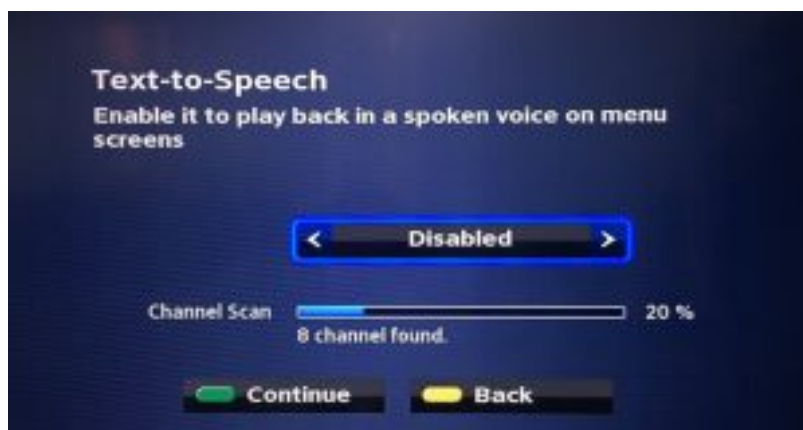 Text-to-Speech
Enable it to play back in a spoken voice on menu
screens
< Disabled >
Channel Scan 20 %
8 channel found.
Continue Back